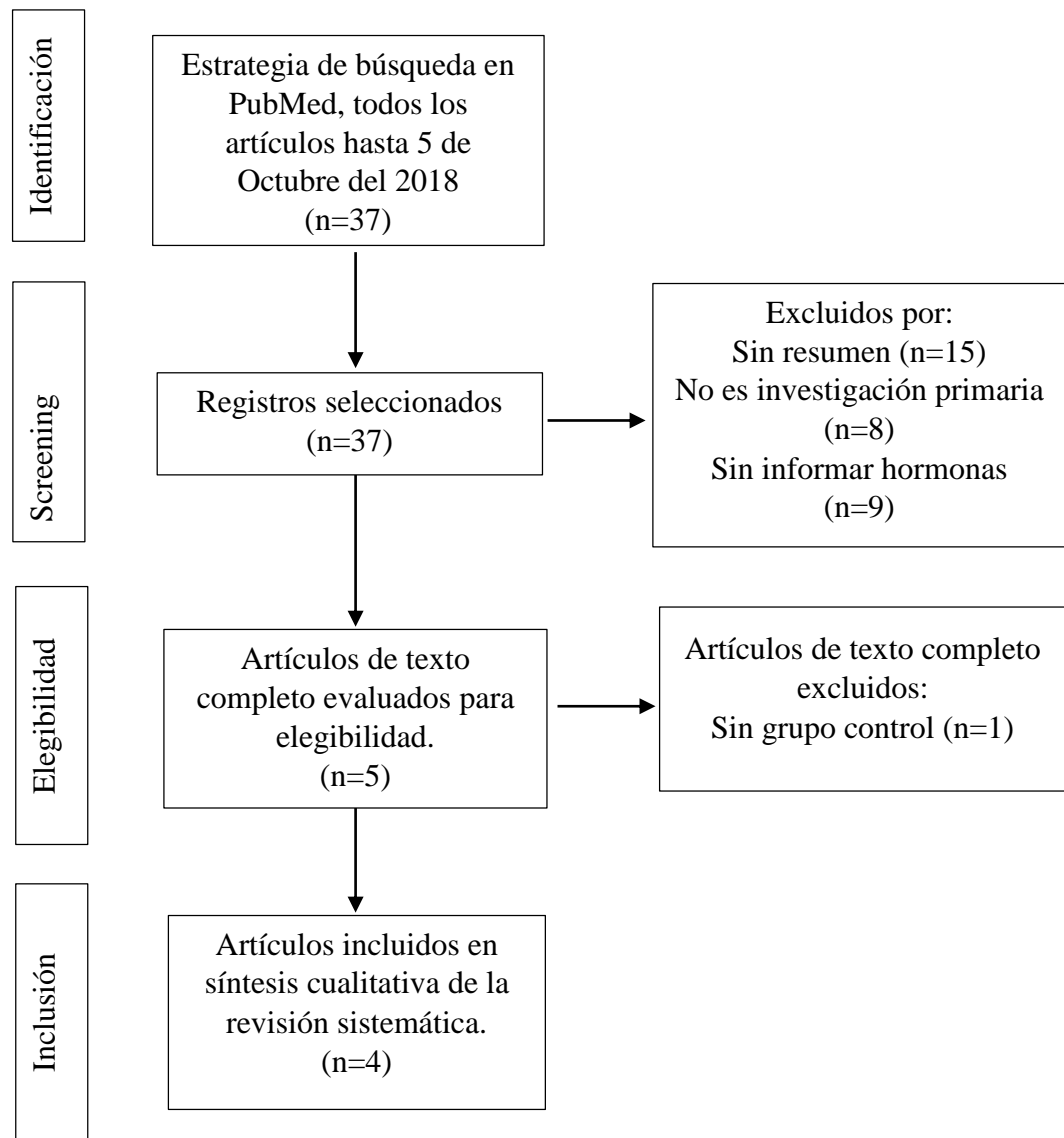 Identificación
Estrategia de búsqueda en
PubMed, todos los
artículos hasta 5 de
Octubre del 2018
(n=37)
Screening
Registros seleccionados
(n=37)
Excluidos por:
Sin resumen (n=15)
No es investigación primaria
(n=8)
Sin informar hormonas
(n=9)
Elegibilidad
Artículos de texto
completo evaluados para
elegibilidad.
(n=5)
Artículos de texto completo
excluidos:
Sin grupo control (n=1)
Inclusión
Artículos incluidos en
síntesis cualitativa de la
revisión sistemática.
(n=4)